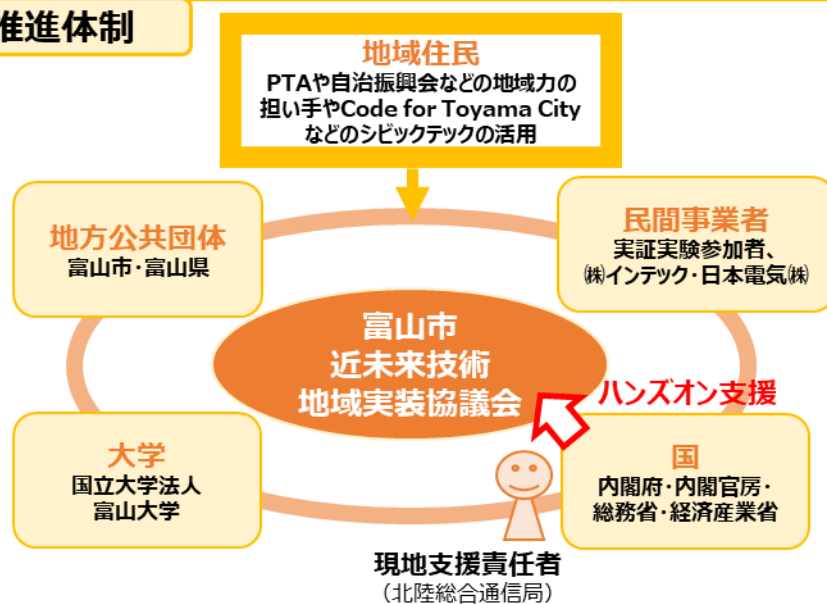 推進体制
地域住民
PTAや自治振興会などの地域力の
担い手やCode for Toyama City
などのシビックテックの活用
地方公共団体
富山市・富山県
民間事業者
実証実験参加者、
㈱インテック・日本電気㈱
富山市
近未来技術
地域実装協議会
ハンズオン支援
大学
国立大学法人
富山大学
国
内閣府・内閣官房・
総務省・経済産業省
現地支援責任者
（北陸総合通信局）